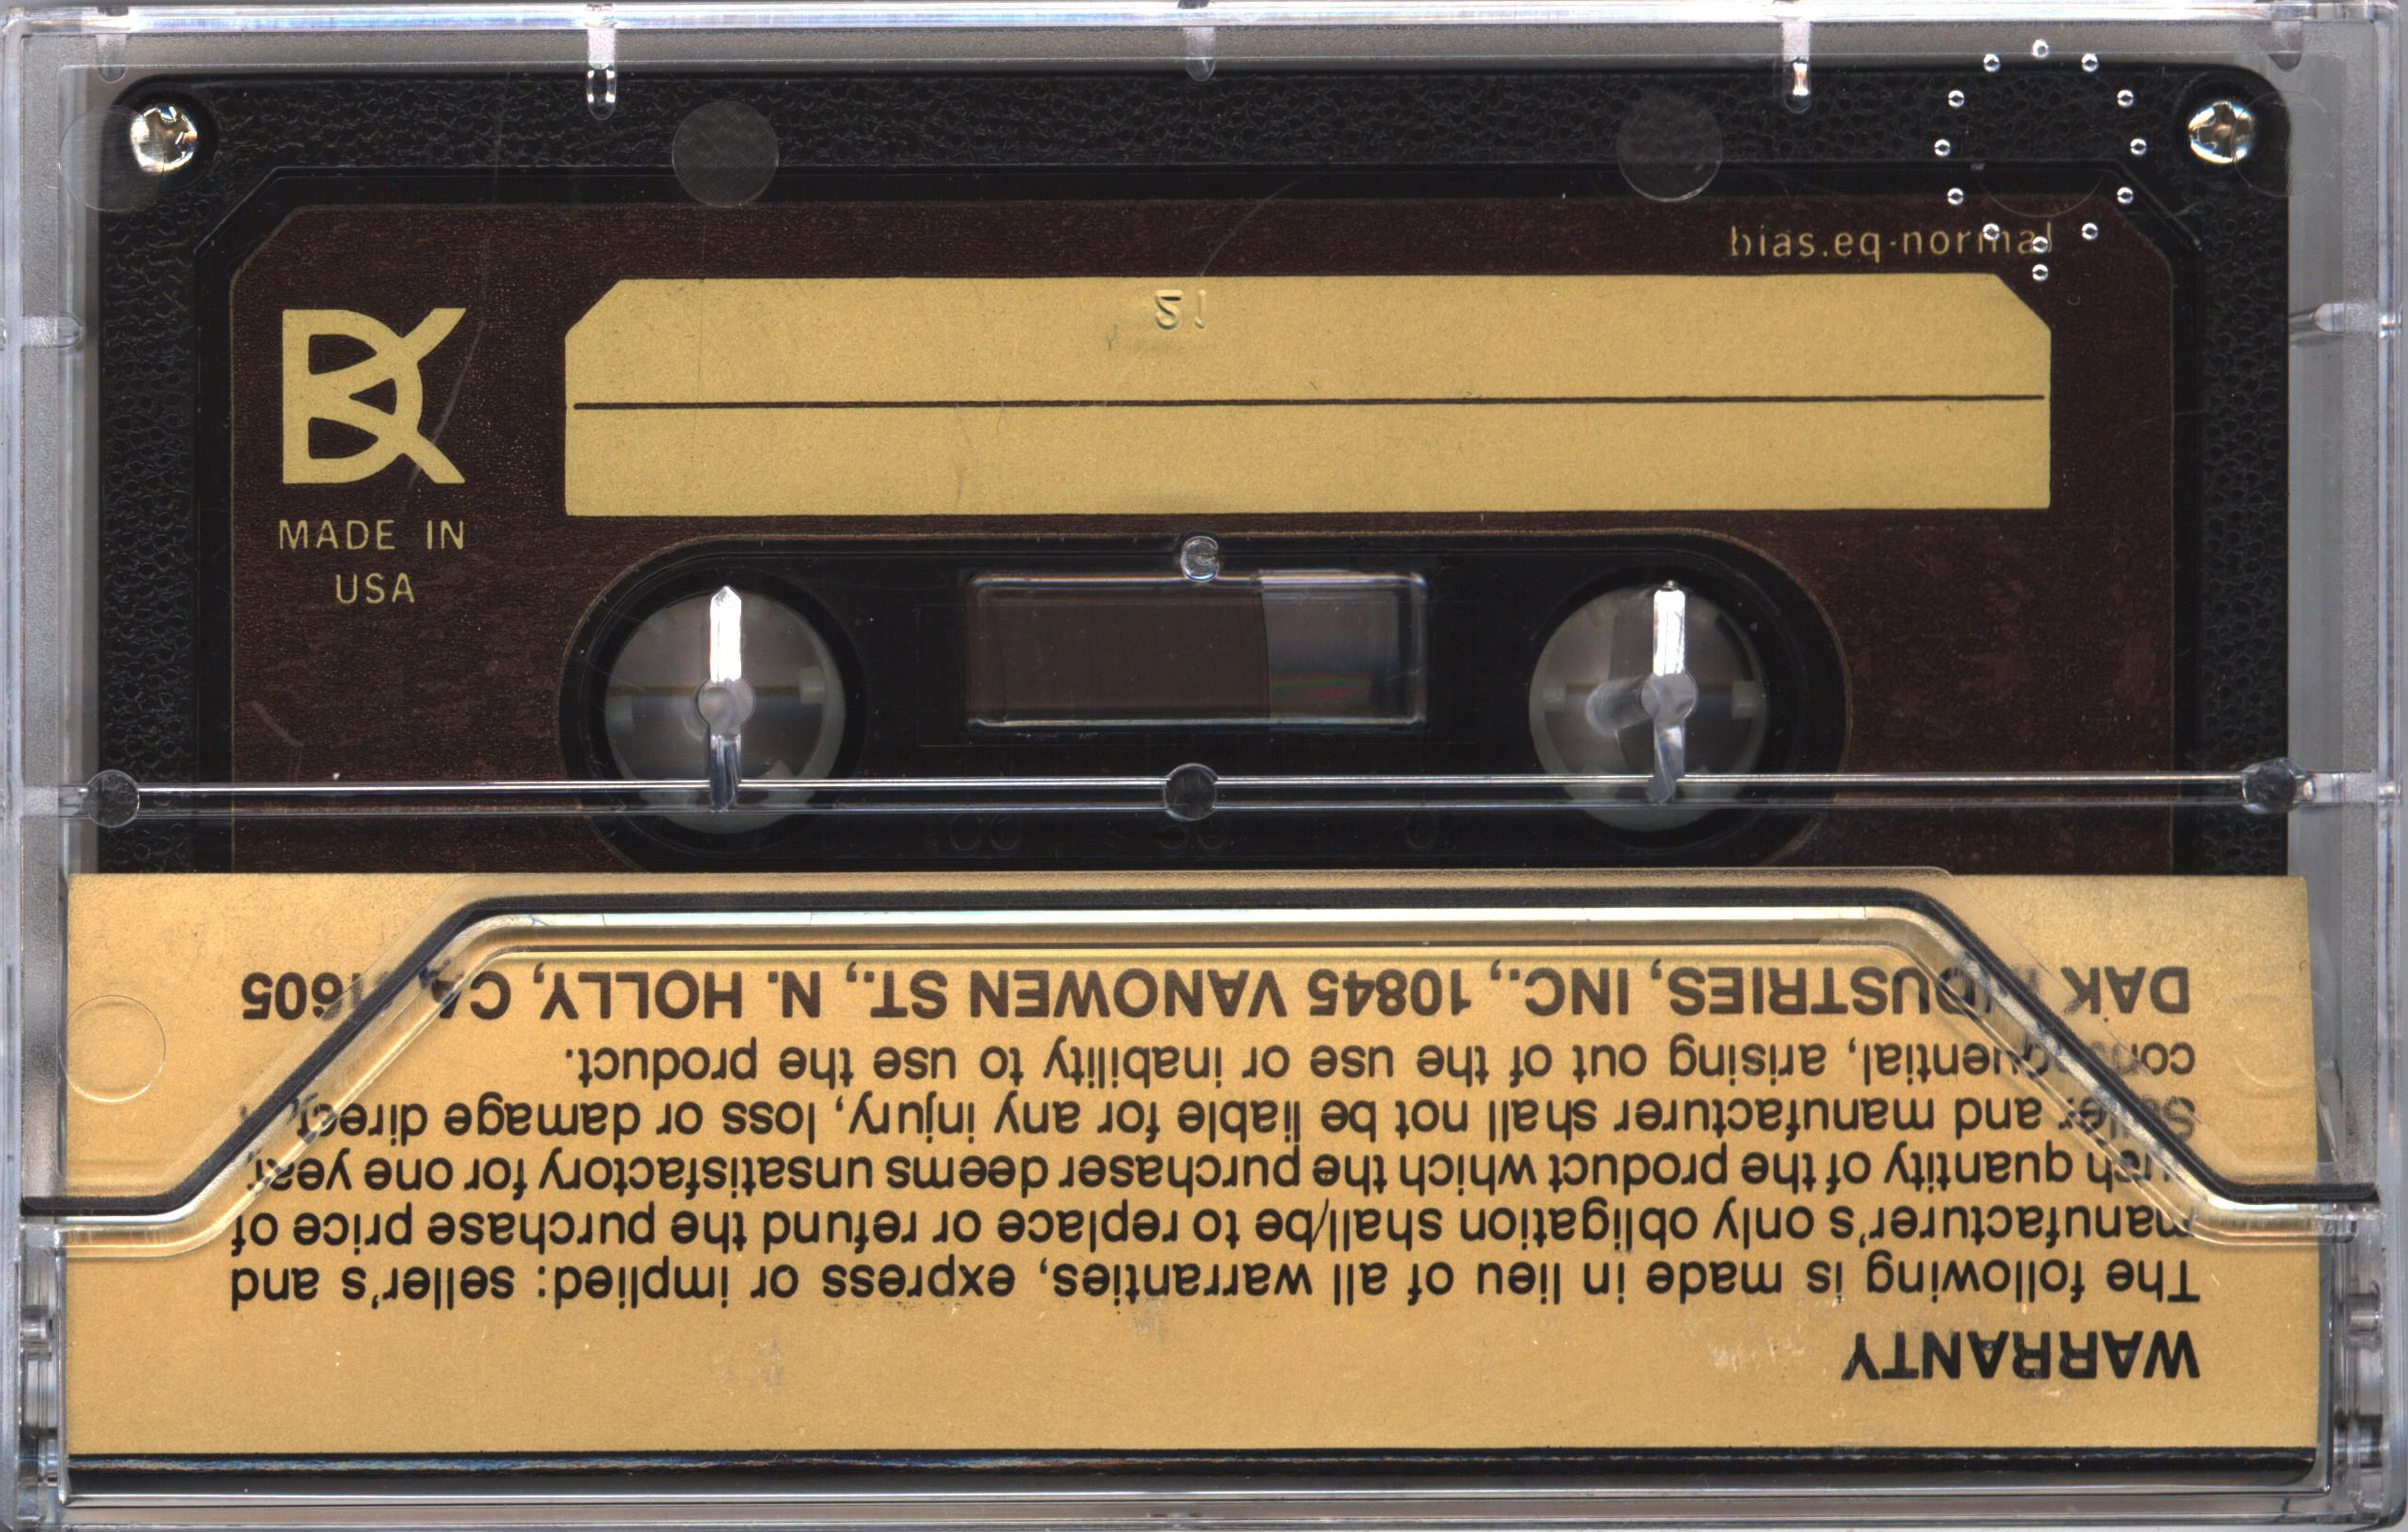 bias.eq-normal
MADE IN
USA
WARRANTY
The following is made in lieu of all warranties, express or implied: seller's and
manufacturer's only obligation shall/be to replace or refund the purchase price of
such quantity of the product which the purchaser deems unsatisfactory for one year.
Seller and manufacturer shall not be liable for any injury, loss or damage direct,
consequential, arising out of the use or inability to use the product.
DAK INDUSTRIES, INC., 10845 VANOWEN ST., N. HOLLY, CA 91605